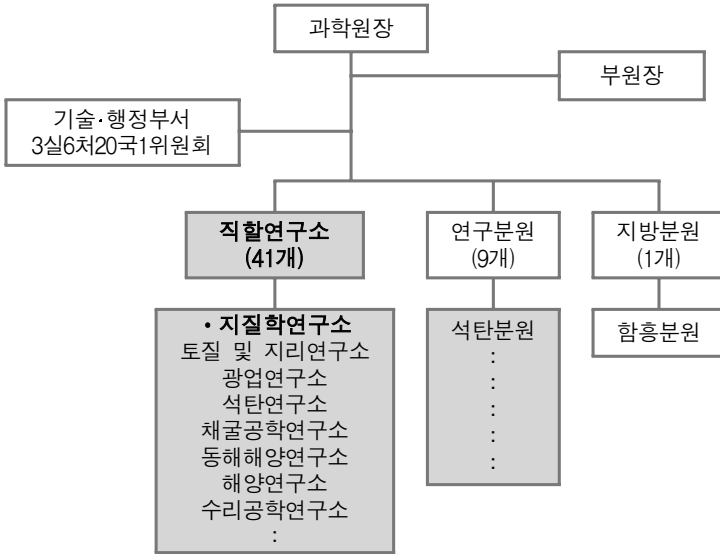 과학원장
부원장
기술·행정부서
3실6처20국1위원회
직할연구소
(41개)
연구분원
(9개)
지방분원
(1개)
• 지질학연구소
토질 및 지리연구소
광업연구소
석탄연구소
채굴공학연구소
동해해양연구소
해양연구소
수리공학연구소
:
석탄분원
:
:
:
:
:
함흥분원